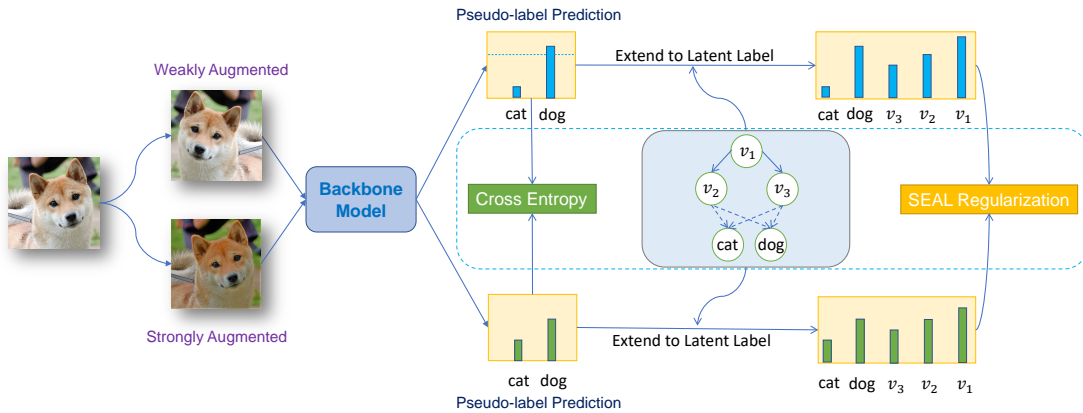 Pseudo-label Prediction
Weakly Augmented
Extend to Latent Label
cat dog
cat dog v₃ v₂ v₁
v₁
Backbone
Model
Cross Entropy
v₂ v₃
SEAL Regularization
cat dog
Strongly Augmented
Extend to Latent Label
cat dog
cat dog v₃ v₂ v₁
Pseudo-label Prediction